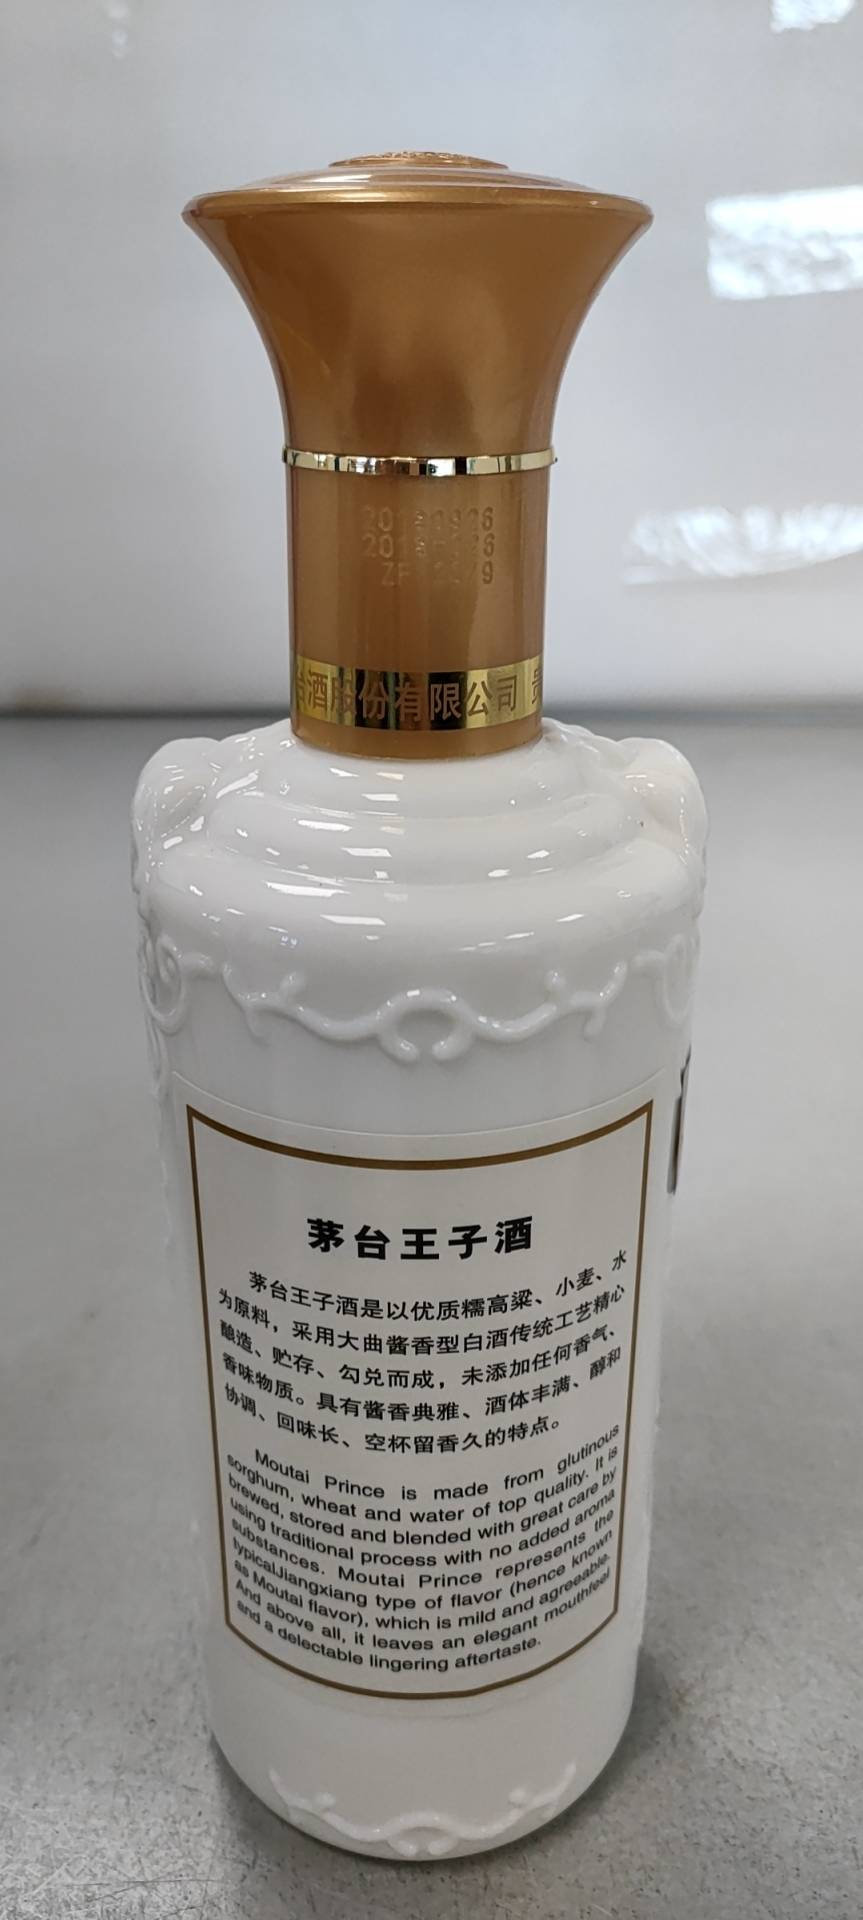 酒股份有限公司
茅台王子酒
茅台王子酒是以优质糯高粱、小麦、水
为原料，采用大曲酱香型白酒传统工艺精心
酿造、贮存、勾兑而成，未添加任何香气、
香味物质。具有酱香典雅、酒体丰满、醇和
协调、回味长、空杯留香久的特点。
Moutai Prince is made from glutinous
sorghum, wheat and water of top quality. It is
brewed, stored and blended with great care by
using traditional process with no added aroma
substances. Moutai Prince represents the
typicalJiangxiang type of flavor (hence known
as Moutai flavor), which is mild and agreeable.
And above all, it leaves an elegant mouthfeel
and a delectable lingering aftertaste.